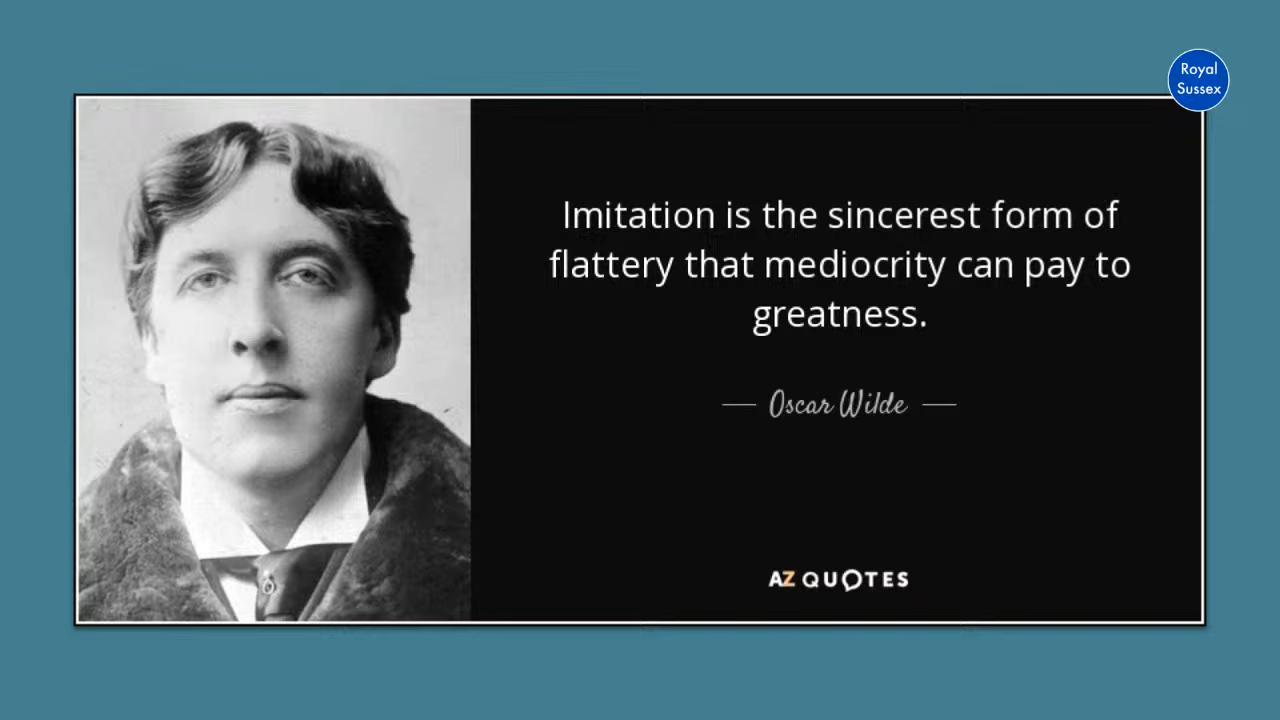 Royal
Sussex
Imitation is the sincerest form of
flattery that mediocrity can pay to
greatness.
Oscar Wilde
AZ QUOTES